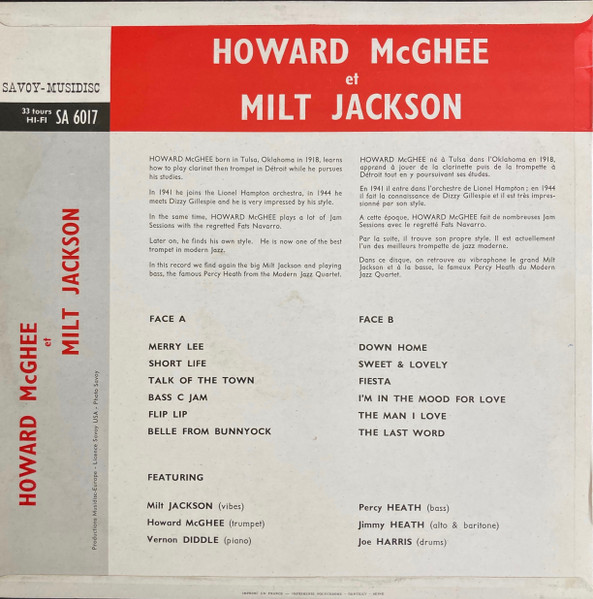 HOWARD McGHEE
et
MILT JACKSON
SAVOY-MUSIDISC
33 tours
HI-FI SA 6017
HOWARD McGHEE born in Tulsa, Oklahoma in 1918, learns
how to play clarinet then trumpet in Détroit while he pursues
his studies.
In 1941 he joins the Lionel Hampton orchestra, in 1944 he
meets Dizzy Gillespie and he is very impressed by his style.
In the same time, HOWARD McGHEE plays a lot of Jam
Sessions with the regretted Fats Navarro.
Later on, he finds his own style. He is now one of the best
trumpet in modern Jazz.
In this record we find again the big Milt Jackson and playing
bass, the famous Percy Heath from the Modern Jazz Quartet.
HOWARD McGHEE né à Tulsa dans l'Oklahoma en 1918,
apprend à jouer de la clarinette puis de la trompette à
Détroit tout en y poursuivant ses études.
En 1941 il entre dans l'orchestre de Lionel Hampton ; en 1944
il fait la connaissance de Dizzy Gillespie et il est très impres-
sionné par son style.
A cette époque, HOWARD McGHEE fait de nombreuses Jam
Sessions avec le regretté Fats Navarro.
Par la suite, il trouve son propre style. Il est actuellement
l'un des meilleurs trompette de jazz moderne.
Dans ce disque, on retrouve au vibraphone le grand Milt
Jackson et à la basse, le fameux Percy Heath du Modern
Jazz Quartet.
FACE A
MERRY LEE
SHORT LIFE
TALK OF THE TOWN
BASS C JAM
FLIP LIP
BELLE FROM BUNNYOCK
FACE B
DOWN HOME
SWEET & LOVELY
FIESTA
I'M IN THE MOOD FOR LOVE
THE MAN I LOVE
THE LAST WORD
FEATURING
Milt JACKSON (vibes)
Howard McGHEE (trumpet)
Vernon DIDDLE (piano)
Percy HEATH (bass)
Jimmy HEATH (alto & baritone)
Joe HARRIS (drums)
HOWARD McGHEE
et
MILT JACKSON
Productions Musidisc-Europe - Licence Savoy USA - Photo Savoy